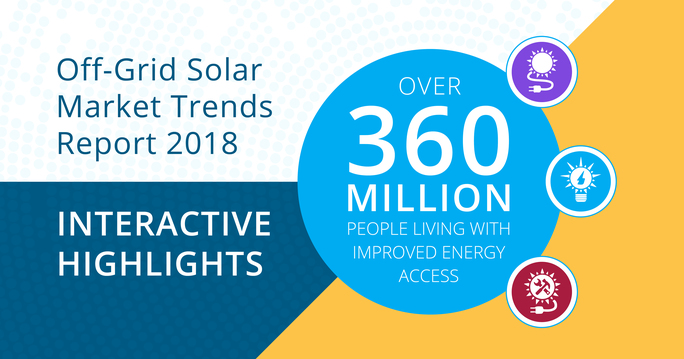 Off-Grid Solar
Market Trends
Report 2018
INTERACTIVE
HIGHLIGHTS
OVER
360
MILLION
PEOPLE LIVING WITH
IMPROVED ENERGY
ACCESS